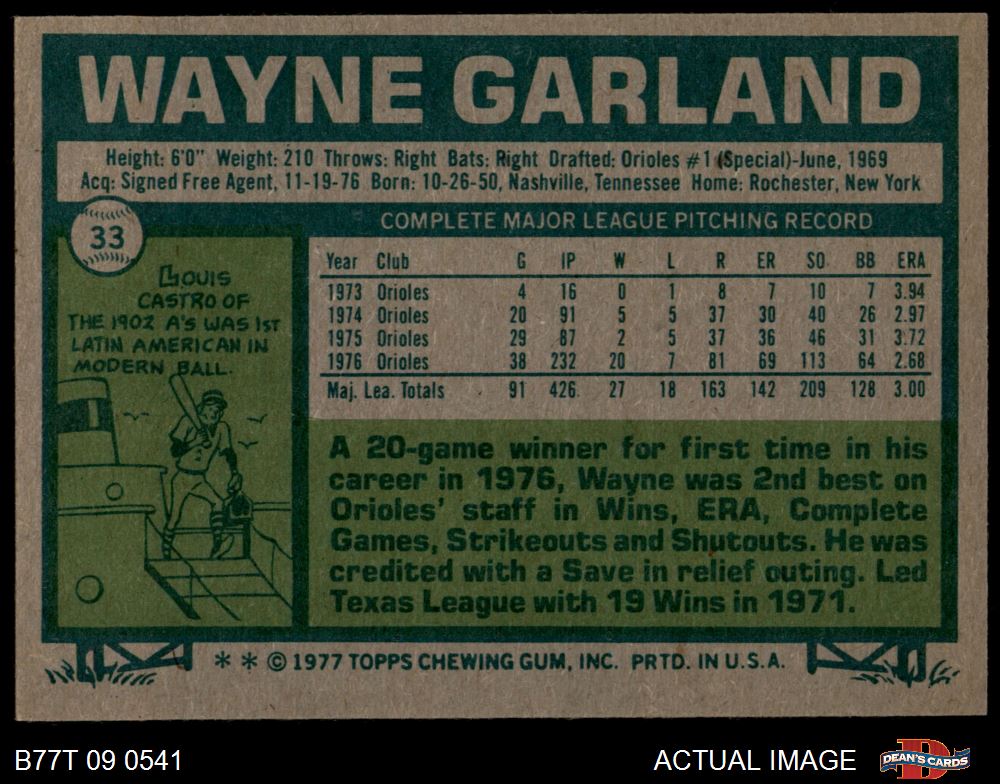 WAYNE GARLAND
Height: 6'0" Weight: 210 Throws: Right Bats: Right Drafted: Orioles #1 (Special)-June, 1969
Acq: Signed Free Agent, 11-19-76 Born: 10-26-50, Nashville, Tennessee Home: Rochester, New York
33
LOUIS
CASTRO OF
THE 1902 A'S WAS 1ST
LATIN AMERICAN IN
MODERN BALL.
COMPLETE MAJOR LEAGUE PITCHING RECORD
Year Club G IP W L R ER SO BB ERA
1973 Orioles 4 16 0 1 8 7 10 7 3.94
1974 Orioles 20 91 5 5 37 30 40 26 2.97
1975 Orioles 29 87 2 5 37 36 46 31 3.72
1976 Orioles 38 232 20 7 81 69 113 64 2.68
Maj. Lea. Totals 91 426 27 18 163 142 209 128 3.00
A 20-game winner for first time in his
career in 1976, Wayne was 2nd best on
Orioles' staff in Wins, ERA, Complete
Games, Strikeouts and Shutouts. He was
credited with a Save in relief outing. Led
Texas League with 19 Wins in 1971.
* * © 1977 TOPPS CHEWING GUM, INC. PRTD. IN U.S.A.
B77T 09 0541
ACTUAL IMAGE
D
DEAN'S CARDS